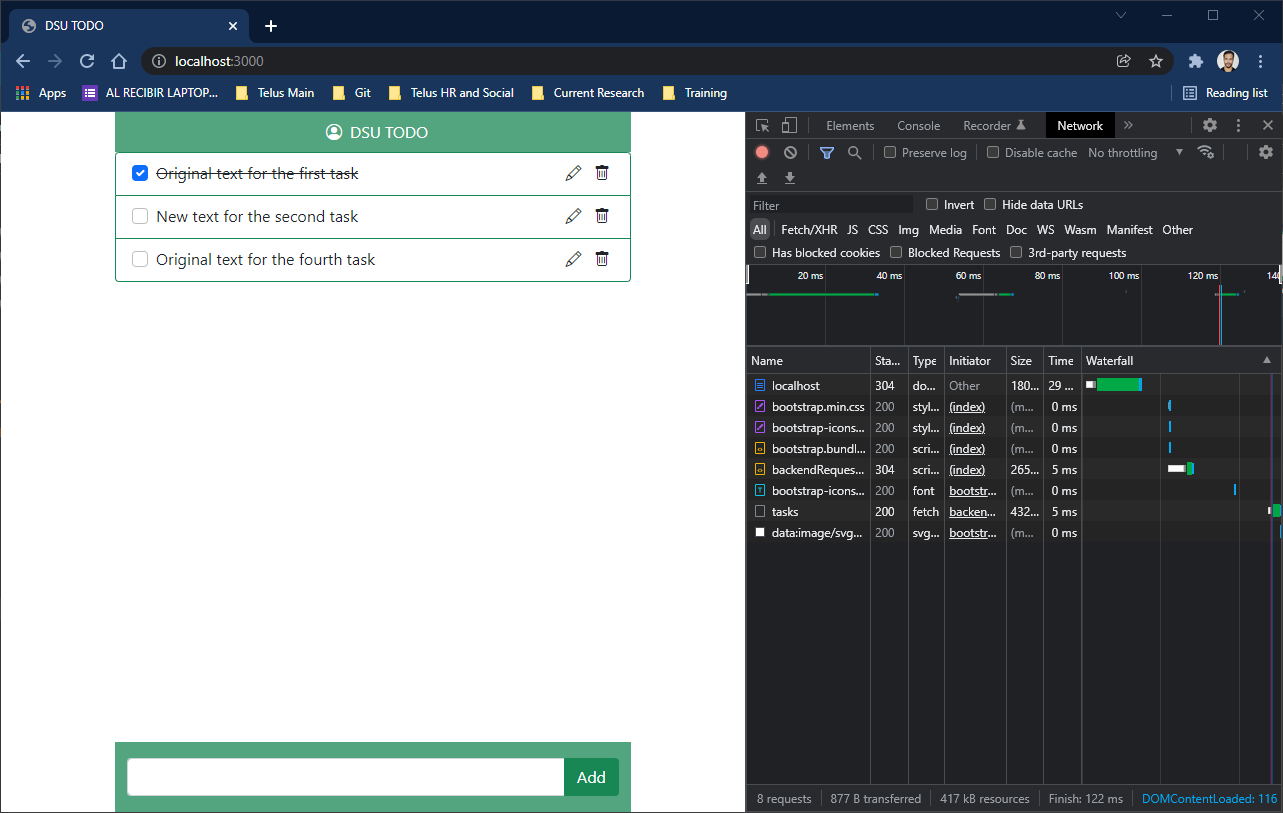 DSU TODO
localhost:3000
Apps AL RECIBIR LAPTOP... Telus Main Git Telus HR and Social Current Research Training Reading list
DSU TODO
Original text for the first task
New text for the second task
Original text for the fourth task
Add
Elements Console Recorder Network
Preserve log Disable cache No throttling
Filter Invert Hide data URLs
All Fetch/XHR JS CSS Img Media Font Doc WS Wasm Manifest Other
Has blocked cookies Blocked Requests 3rd-party requests
20 ms 40 ms 60 ms 80 ms 100 ms 120 ms 140
Name Sta... Type Initiator Size Time Waterfall
localhost 304 do... Other 180... 29 ...
bootstrap.min.css 200 styl... (index) (m... 0 ms
bootstrap-icons... 200 styl... (index) (m... 0 ms
bootstrap.bundl... 200 scri... (index) (m... 0 ms
backendReques... 304 scri... (index) 265... 5 ms
bootstrap-icons... 200 font bootstr... (m... 0 ms
tasks 200 fetch backen... 432... 5 ms
data:image/svg... 200 svg... bootstr... (m... 0 ms
8 requests 877 B transferred 417 kB resources Finish: 122 ms DOMContentLoaded: 116